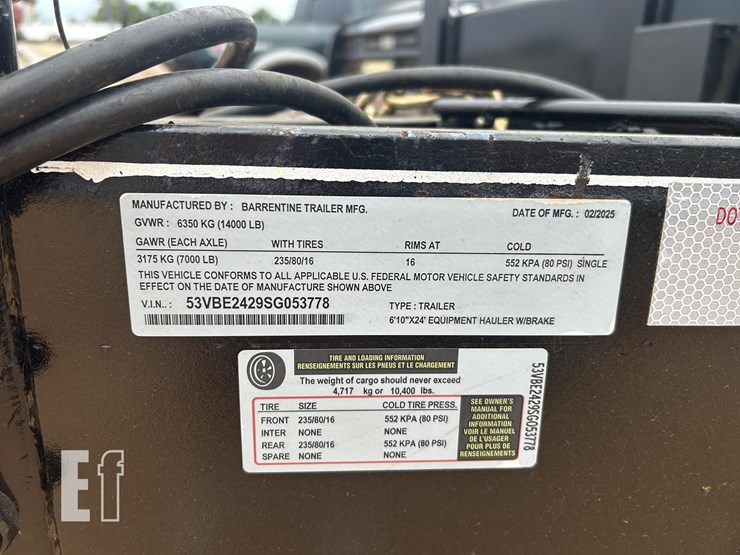 MANUFACTURED BY : BARRENTINE TRAILER MFG.
DATE OF MFG. : 02/2025
GVWR : 6350 KG (14000 LB)
GAWR (EACH AXLE) WITH TIRES RIMS AT COLD
3175 KG (7000 LB) 235/80/16 16 552 KPA (80 PSI) SINGLE
THIS VEHICLE CONFORMS TO ALL APPLICABLE U.S. FEDERAL MOTOR VEHICLE SAFETY STANDARDS IN
EFFECT ON THE DATE OF MANUFACTURE SHOWN ABOVE
V.I.N.. : 53VBE2429SG053778 TYPE : TRAILER
6'10"X24' EQUIPMENT HAULER W/BRAKE
DO
TIRE AND LOADING INFORMATION
RENSEIGNEMENTS SUR LES PNEUS ET LE CHARGEMENT
The weight of cargo should never exceed
4,717 kg or 10,400 lbs.
TIRE SIZE COLD TIRE PRESS.
FRONT 235/80/16 552 KPA (80 PSI)
INTER NONE NONE
REAR 235/80/16 552 KPA (80 PSI)
SPARE NONE NONE
SEE OWNER'S
MANUAL FOR
ADDITIONAL
INFORMATION
VOIR LE MANUEL
DE L'USAGER
POUR PLUS DE
RENSEIGNEMENTS
53VBE2429SG053778
Ef